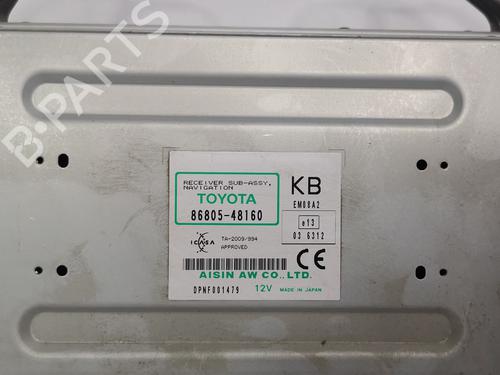 B·PARTS
RECEIVER SUB-ASSY,
NAVIGATION
TOYOTA
86805-48160
KB
EM08A2
e13
03 6312
ICASA
TA-2009/994
APPROVED
AISIN AW CO.,LTD.
CE
DPNF001479
12V
MADE IN JAPAN